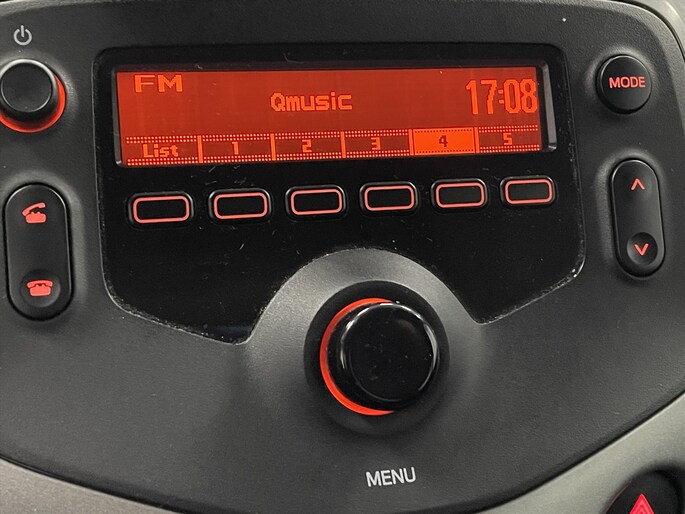 FM
Qmusic
17:08
MODE
List 1 2 3 4 5
MENU